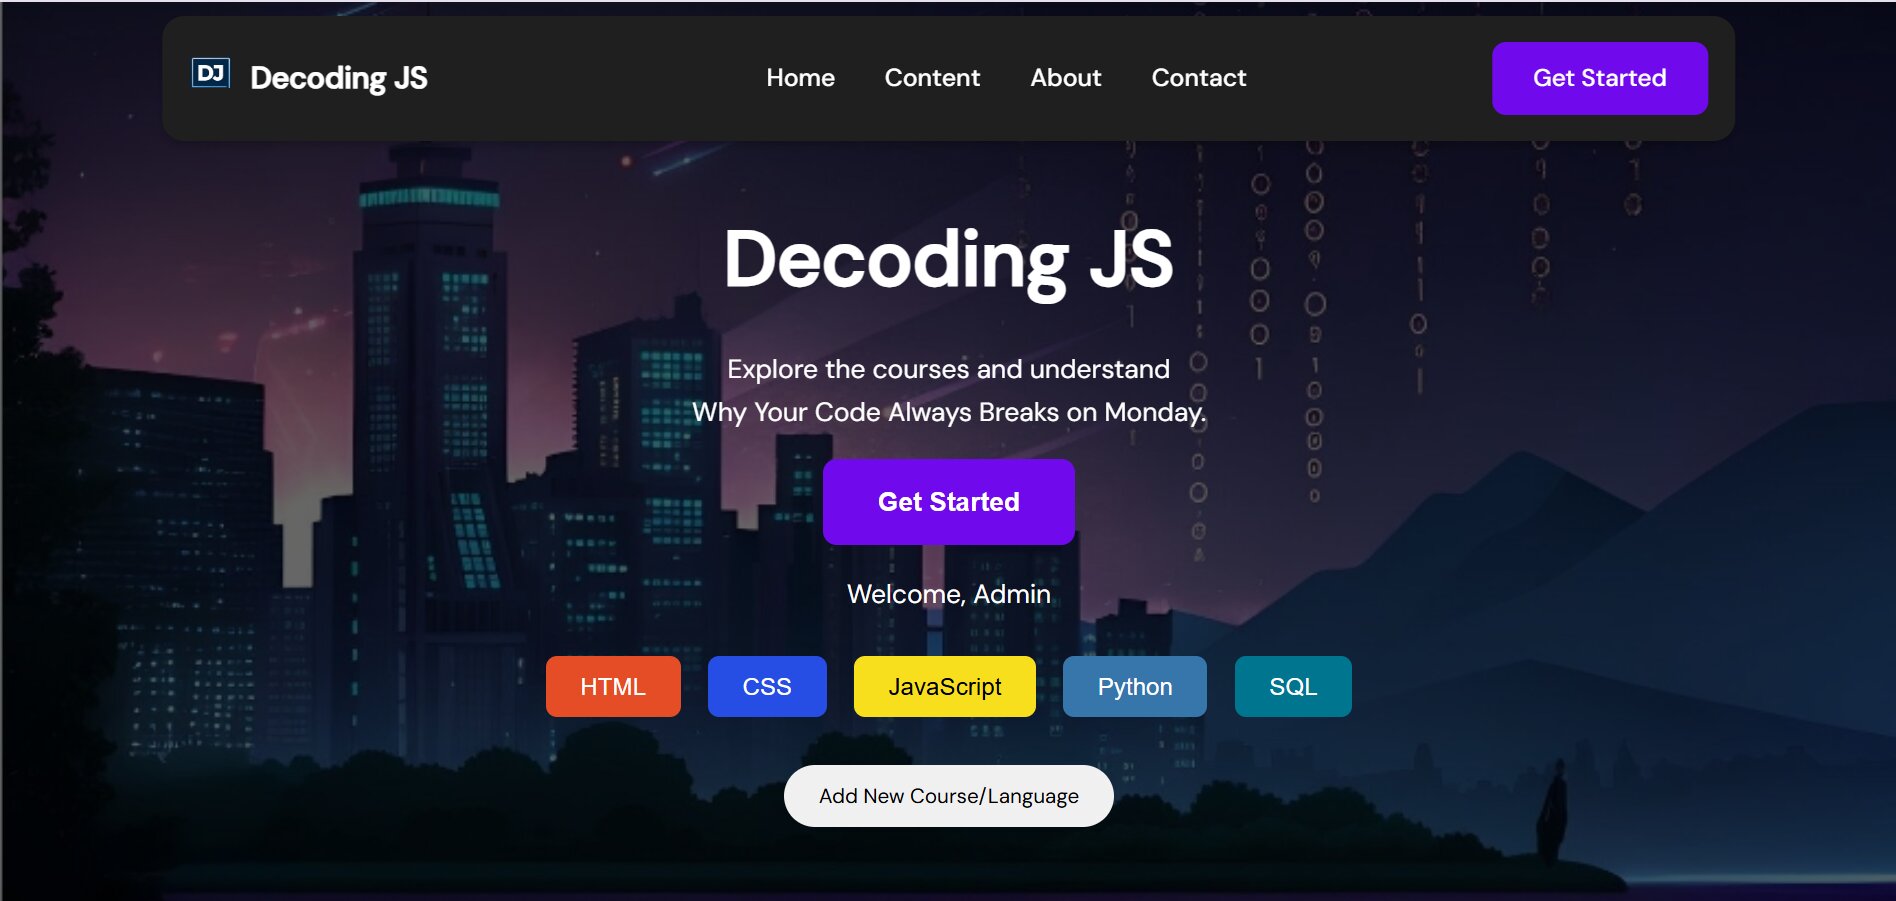 DJ Decoding JS
Home
Content
About
Contact
Get Started
Decoding JS
Explore the courses and understand
Why Your Code Always Breaks on Monday.
Get Started
Welcome, Admin
HTML
CSS
JavaScript
Python
SQL
Add New Course/Language